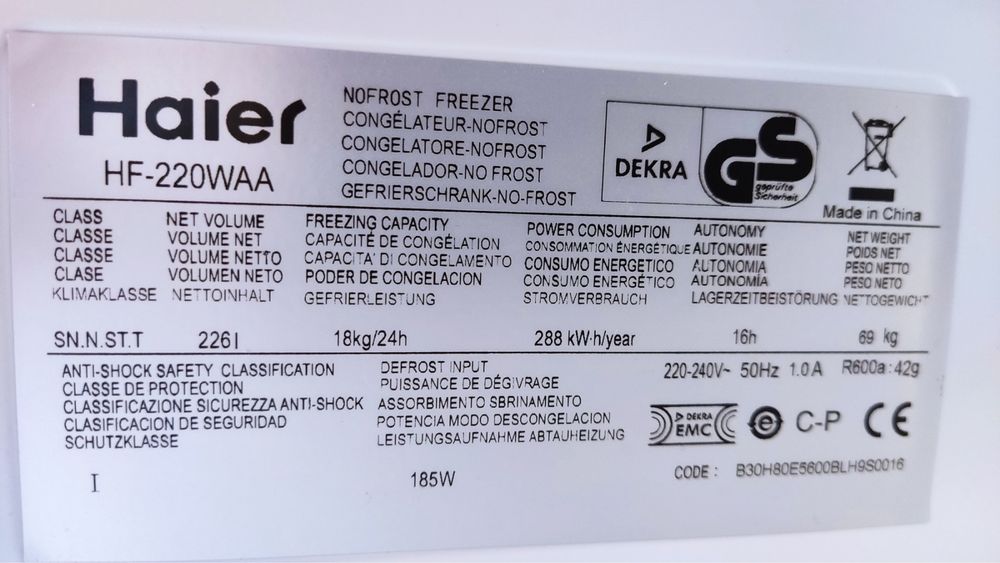 Haier
HF-220WAA
NOFROST FREEZER
CONGÉLATEUR-NOFROST
CONGELATORE-NOFROST
CONGELADOR-NO FROST
GEFRIERSCHRANK-NO-FROST
DEKRA
GS
geprüfte
Sicherheit
Made in China
CLASS NET VOLUME FREEZING CAPACITY POWER CONSUMPTION AUTONOMY NET WEIGHT
CLASSE VOLUME NET CAPACITÉ DE CONGÉLATION CONSOMMATION ÉNERGÉTIQUE AUTONOMIE POIDS NET
CLASSE VOLUME NETTO CAPACITA' DI CONGELAMENTO CONSUMO ENERGETICO AUTONOMIA PESO NETTO
CLASE VOLUMEN NETO PODER DE CONGELACION CONSUMO ENERGÉTICO AUTONOMÍA PESO NETO
KLIMAKLASSE NETTOINHALT GEFRIERLEISTUNG STROMVERBRAUCH LAGERZEITBEISTÖRUNG NETTOGEWICHT
SN.N.ST.T 226l 18kg/24h 288 kW·h/year 16h 69 kg
ANTI-SHOCK SAFETY CLASSIFICATION DEFROST INPUT 220-240V~ 50Hz 1.0 A R600a:42g
CLASSE DE PROTECTION PUISSANCE DE DÉGIVRAGE
CLASSIFICAZIONE SICUREZZA ANTI-SHOCK ASSORBIMENTO SBRINAMENTO
CLASIFICACION DE SEGURIDAD POTENCIA MODO DESCONGELACION
SCHUTZKLASSE LEISTUNGSAUFNAHME ABTAUHEIZUNG
DEKRA
EMC
C-P CE
I 185W CODE: B30H80E5600BLH9S0016